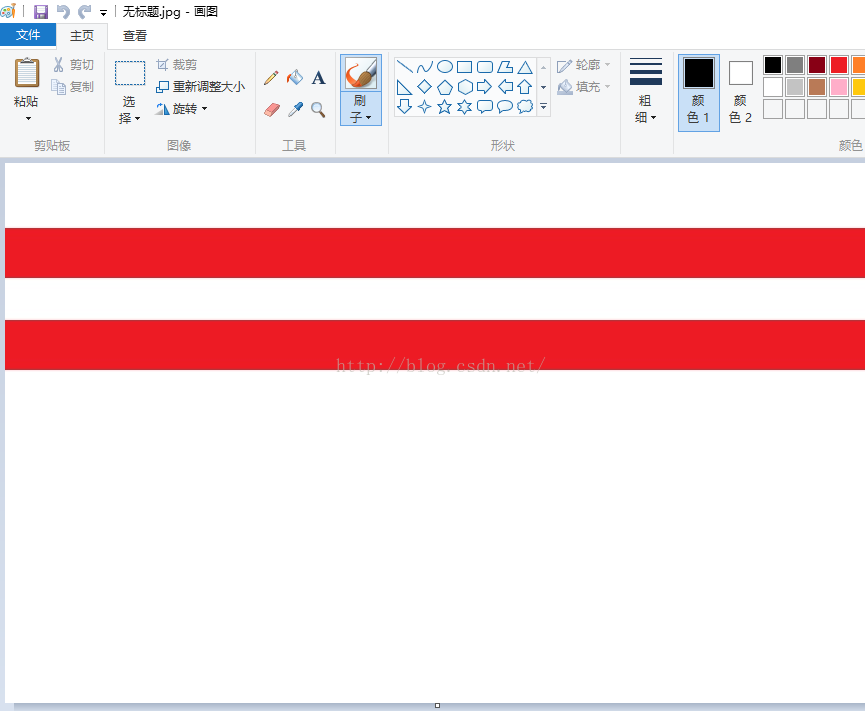 无标题.jpg - 画图
文件 主页 查看
粘贴
剪切
复制
剪贴板
选择
裁剪
重新调整大小
旋转
图像
A
工具
刷子
轮廓
填充
形状
粗细
颜色 1
颜色 2
颜色
http://blog.csdn.net/